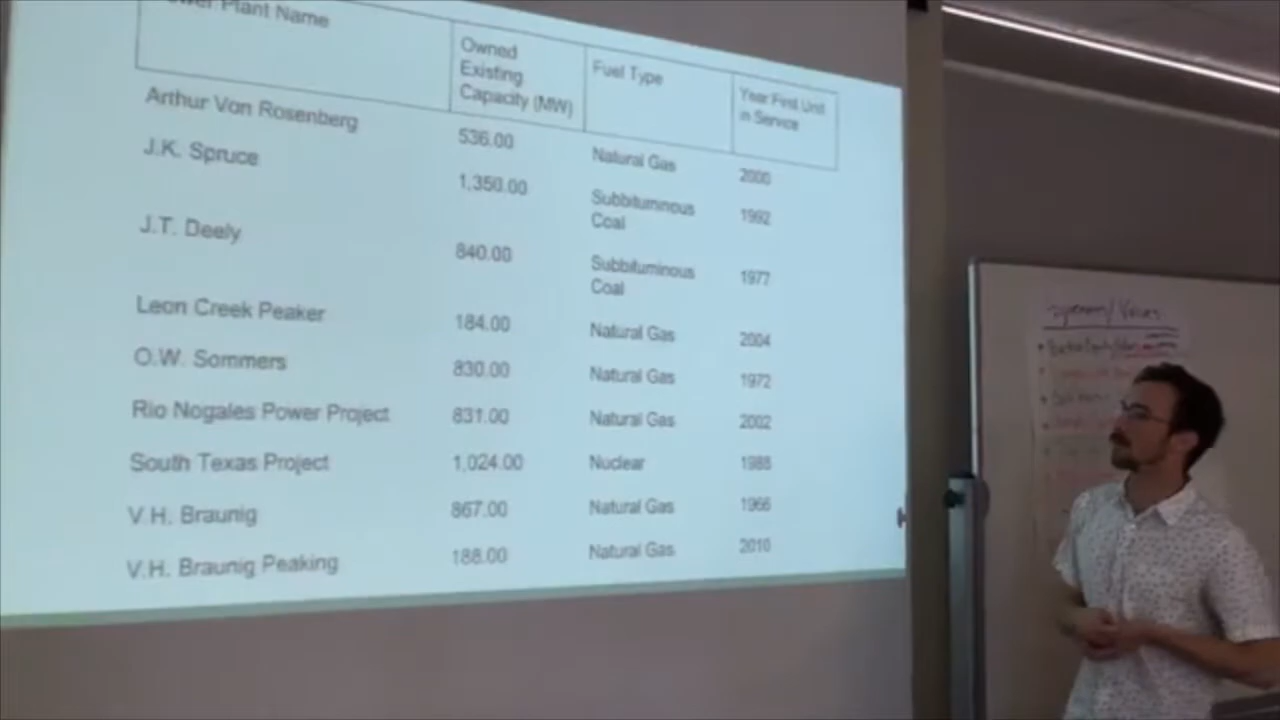 Plant Name
Owned
Existing
Capacity (MW)
Fuel Type
Year First Unit
in Service
Arthur Von Rosenberg 536.00 Natural Gas 2000
J.K. Spruce 1,350.00 Subbituminous
Coal 1992
J.T. Deely 840.00 Subbituminous
Coal 1977
Leon Creek Peaker 184.00 Natural Gas 2004
O.W. Sommers 830.00 Natural Gas 1972
Rio Nogales Power Project 831.00 Natural Gas 2002
South Texas Project 1,024.00 Nuclear 1988
V.H. Braunig 867.00 Natural Gas 1966
V.H. Braunig Peaking 188.00 Natural Gas 2010